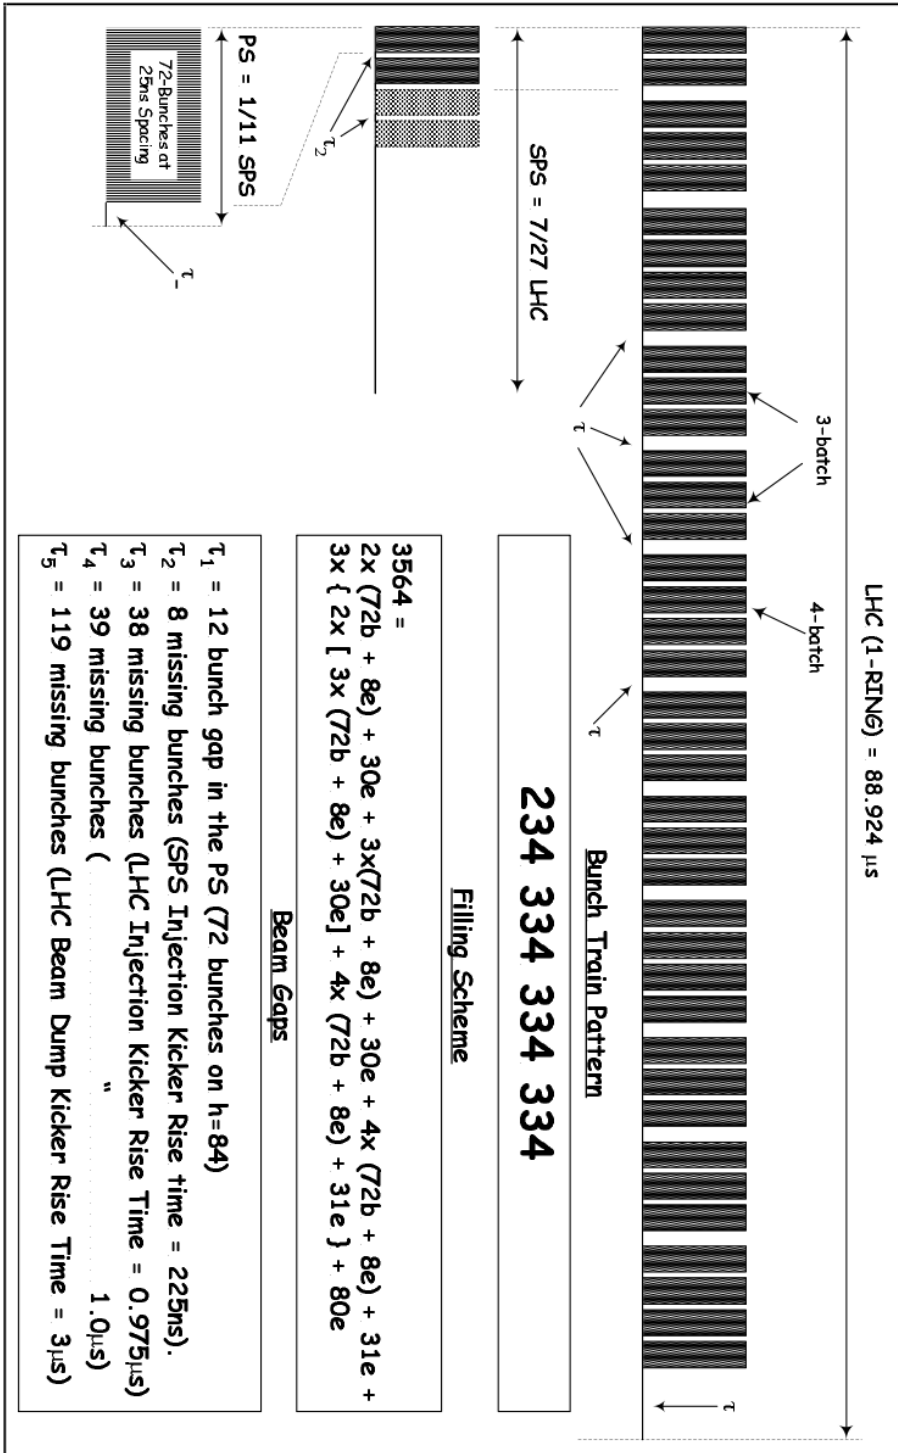 LHC (1-RING) = 88.924 μs
3-batch
4-batch
τ
τ
τ
SPS = 7/27 LHC
τ2
PS = 1/11 SPS
72-Bunches at
25ns Spacing
τ-
Bunch Train Pattern
234 334 334 334
Filling Scheme
3564 =
2x (72b + 8e) + 30e + 3x(72b + 8e) + 30e + 4x (72b + 8e) + 31e +
3x { 2x [ 3x (72b + 8e) + 30e] + 4x (72b + 8e) + 31e } + 80e
Beam Gaps
τ1 = 12 bunch gap in the PS (72 bunches on h=84)
τ2 = 8 missing bunches (SPS Injection Kicker Rise time = 225ns).
τ3 = 38 missing bunches (LHC Injection Kicker Rise Time = 0.975μs)
τ4 = 39 missing bunches ( " 1.0μs)
τ5 = 119 missing bunches (LHC Beam Dump Kicker Rise Time = 3μs)